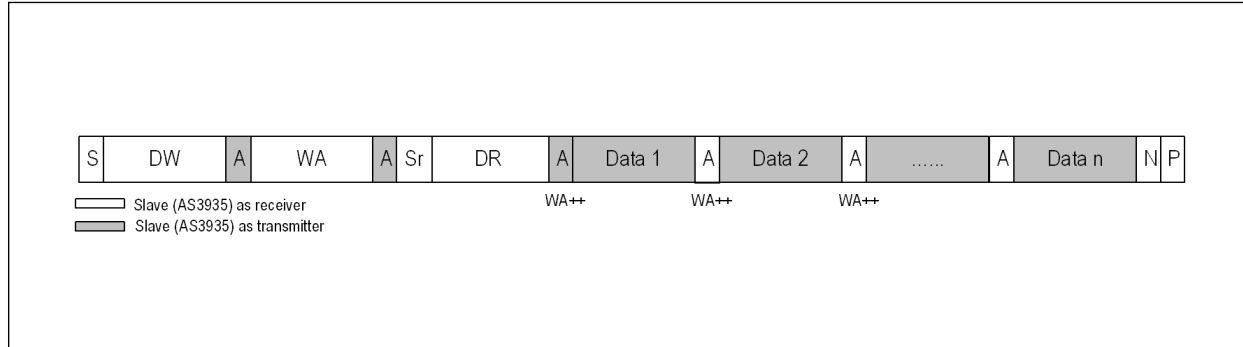 S DW A WA A Sr DR A Data 1 A Data 2 A ...... A Data n N P
WA++ WA++ WA++
Slave (AS3935) as receiver
Slave (AS3935) as transmitter